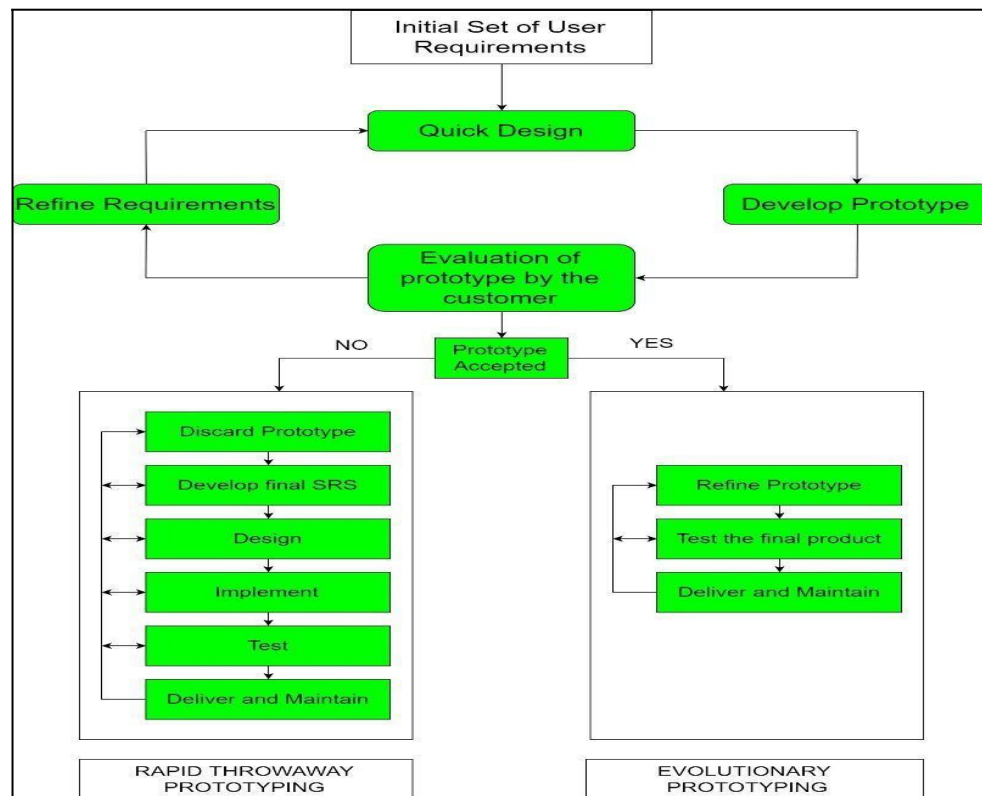 Initial Set of User
Requirements
Quick Design
Refine Requirements
Develop Prototype
Evaluation of
prototype by the
customer
NO
Prototype
Accepted
YES
Discard Prototype
Develop final SRS
Design
Implement
Test
Deliver and Maintain
Refine Prototype
Test the final product
Deliver and Maintain
RAPID THROWAWAY
PROTOTYPING
EVOLUTIONARY
PROTOTYPING